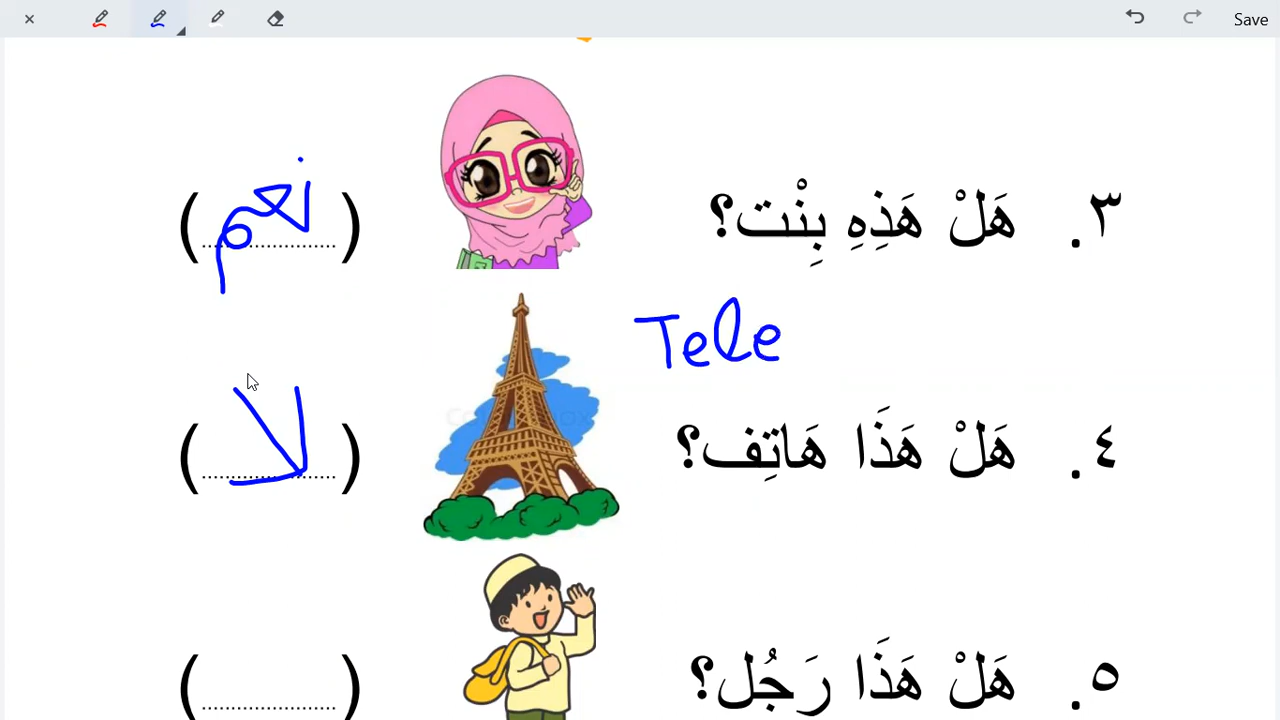 Save
٣. هَلْ هَذِهِ بِنْت؟ (نعم)
Tele
٤. هَلْ هَذَا هَاتِف؟ (لا)
٥. هَلْ هَذَا رَجُل؟ (..................)